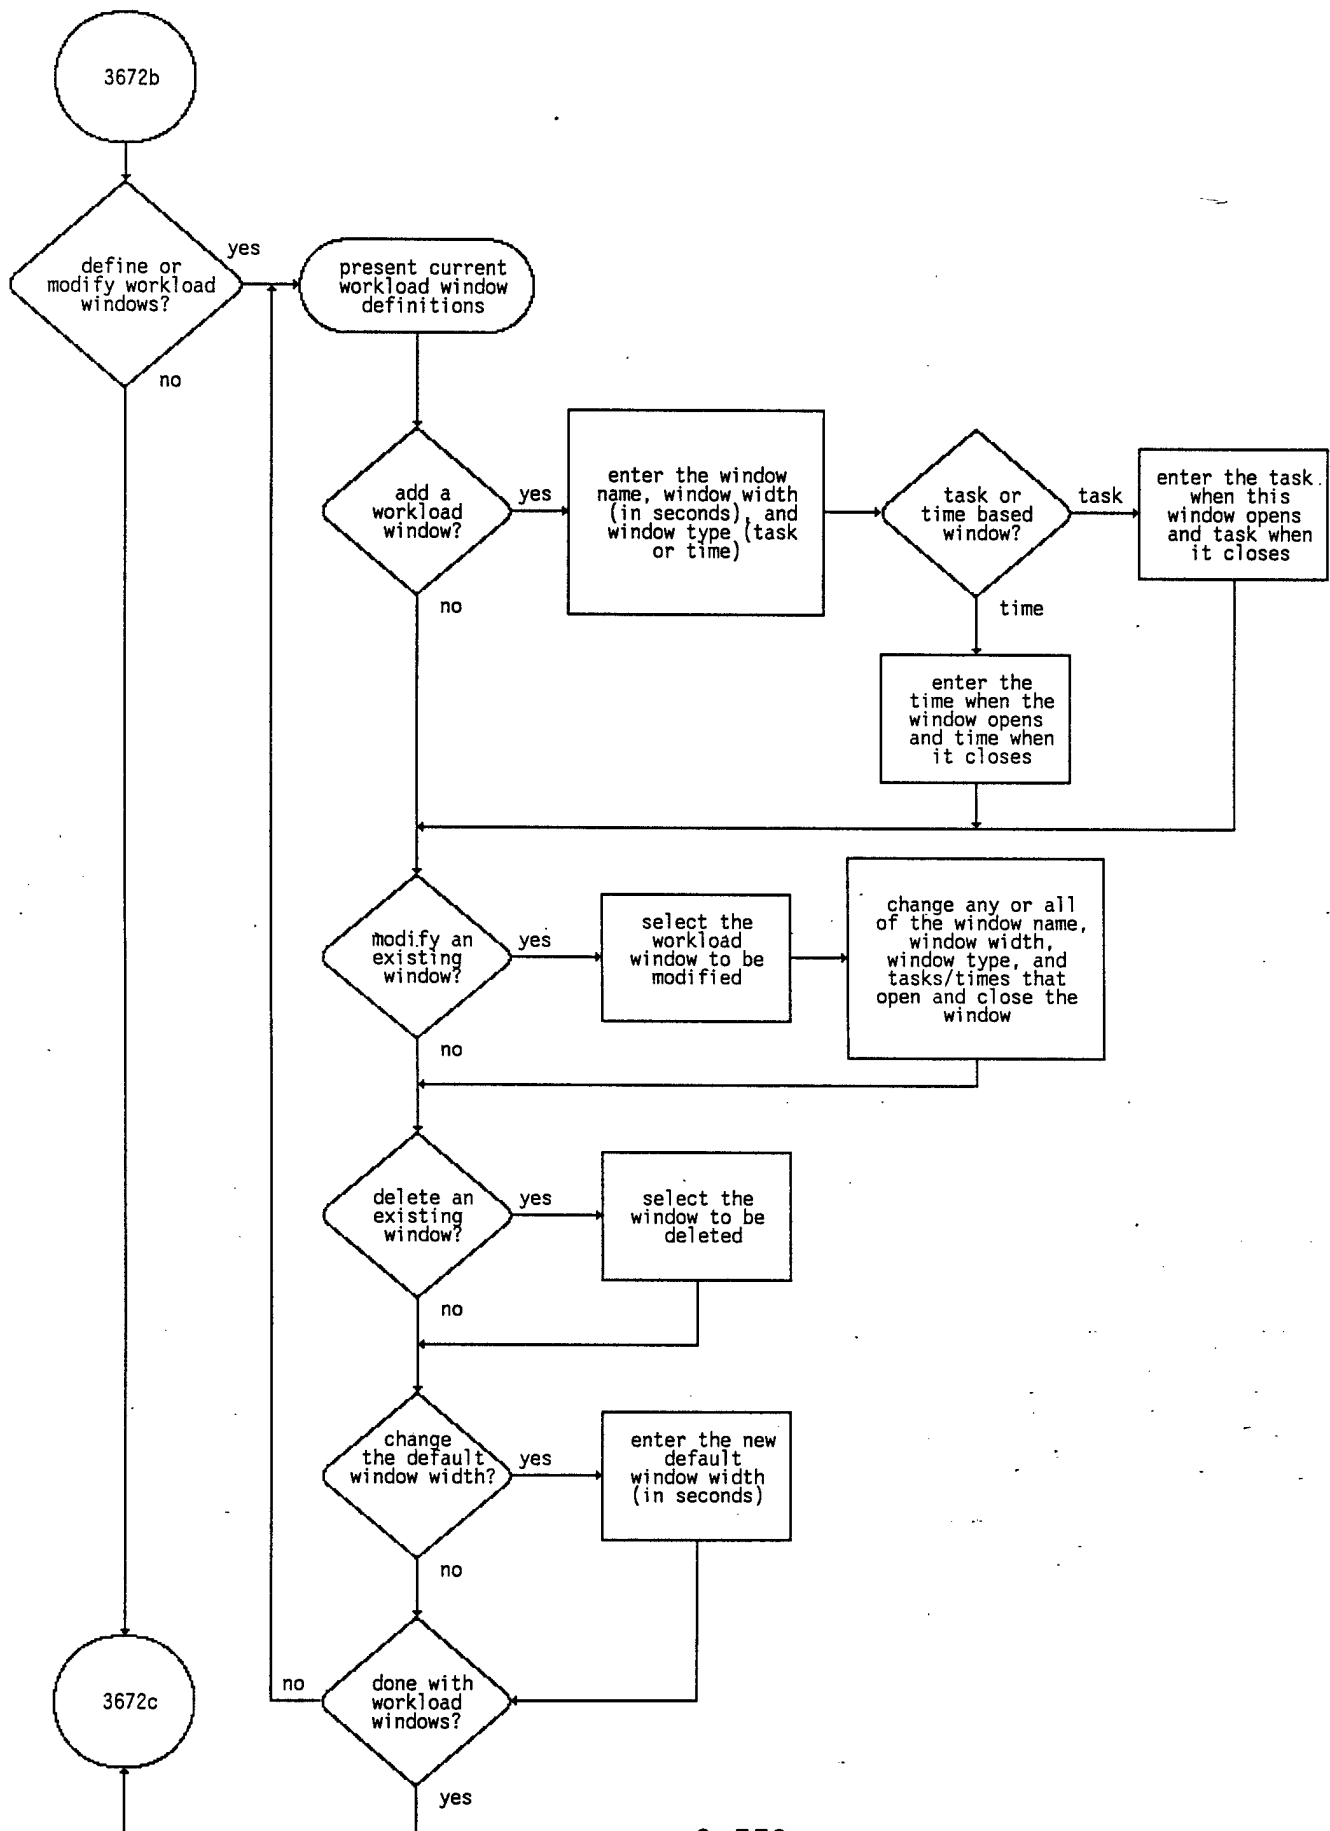 3672b
define or
modify workload
windows?
yes
no
present current
workload window
definitions
add a
workload
window?
yes
no
enter the window
name, window width
(in seconds), and
window type (task
or time)
task or
time based
window?
task
time
enter the task
when this
window opens
and task when
it closes
enter the
time when the
window opens
and time when
it closes
modify an
existing
window?
yes
no
select the
workload
window to be
modified
change any or all
of the window name,
window width,
window type, and
tasks/times that
open and close the
window
delete an
existing
window?
yes
no
select the
window to be
deleted
change
the default
window width?
yes
no
enter the new
default
window width
(in seconds)
done with
workload
windows?
no
yes
3672c